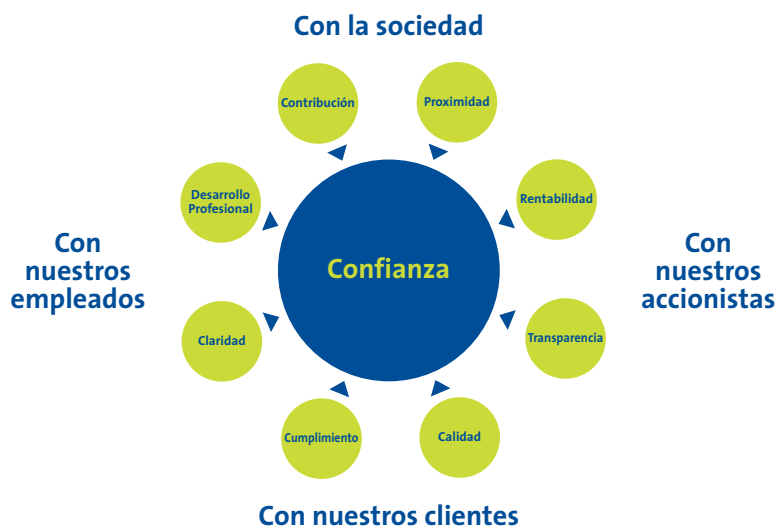 Con la sociedad
Contribución
Proximidad
Desarrollo
Profesional
Rentabilidad
Con
nuestros
empleados
Confianza
Con
nuestros
accionistas
Claridad
Transparencia
Cumplimiento
Calidad
Con nuestros clientes